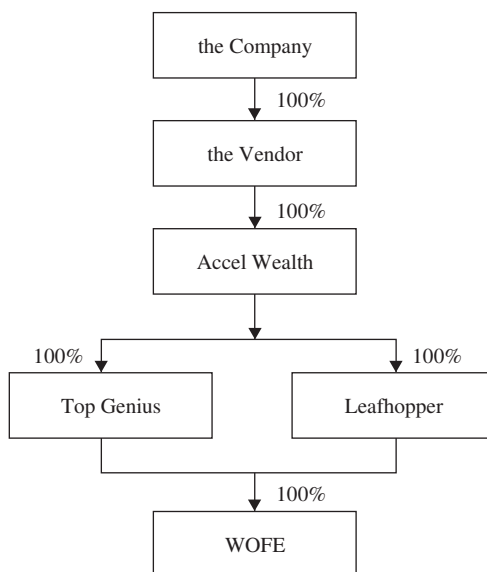 the Company
100%
the Vendor
100%
Accel Wealth
100%
100%
Top Genius
Leafhopper
100%
WOFE